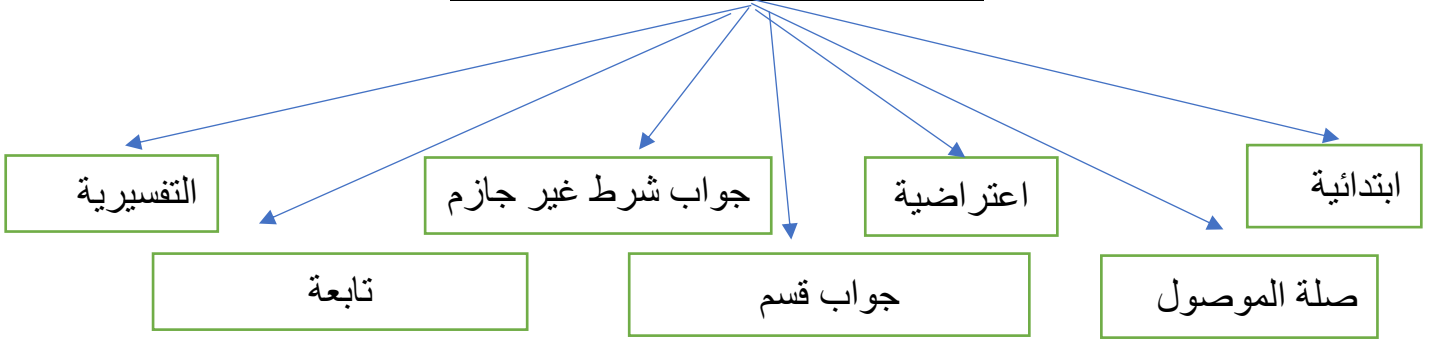 ابتدائية
اعتراضية
جواب شرط غير جازم
التفسيرية
صلة الموصول
جواب قسم
تابعة